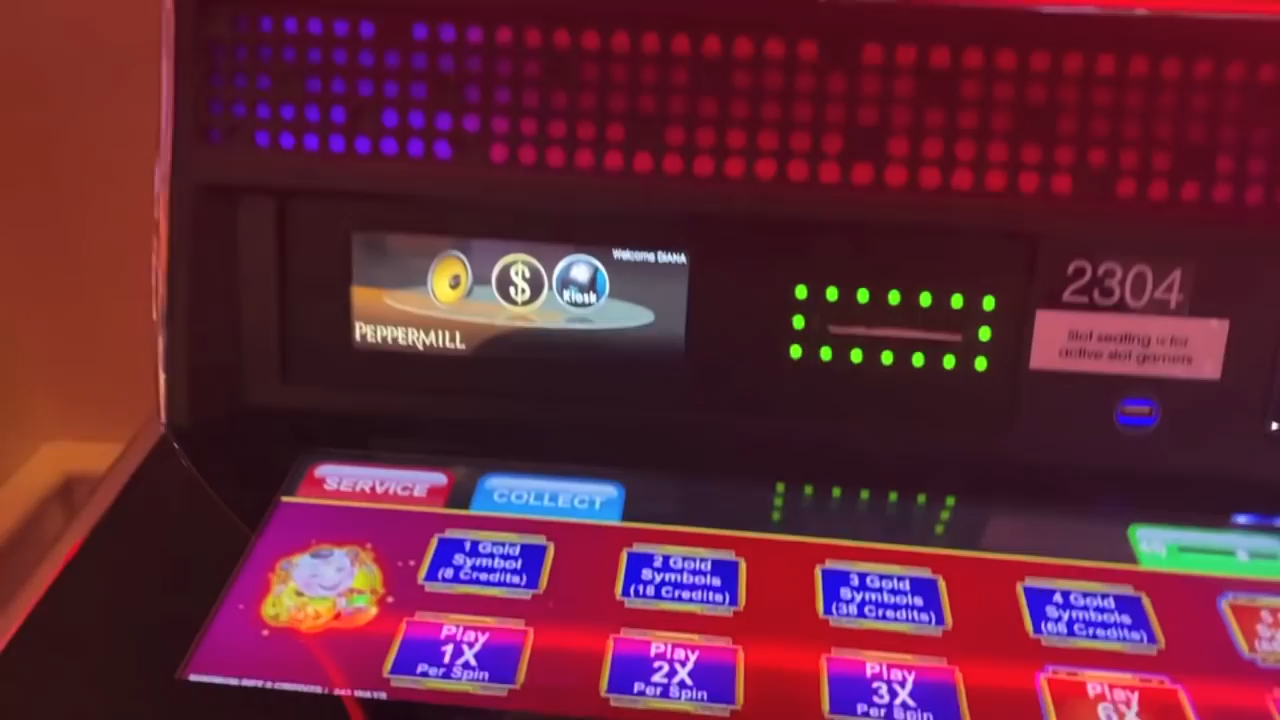 Welcome DIANA
$
Kiosk
PEPPERMILL
2304
Slot seating is for
active slot gamers
SERVICE
COLLECT
1 Gold
Symbol
(8 Credits)
2 Gold
Symbols
(18 Credits)
3 Gold
Symbols
(38 Credits)
4 Gold
Symbols
(68 Credits)
Play
1X
Per Spin
Play
2X
Per Spin
Play
3X
Per Spin
Play